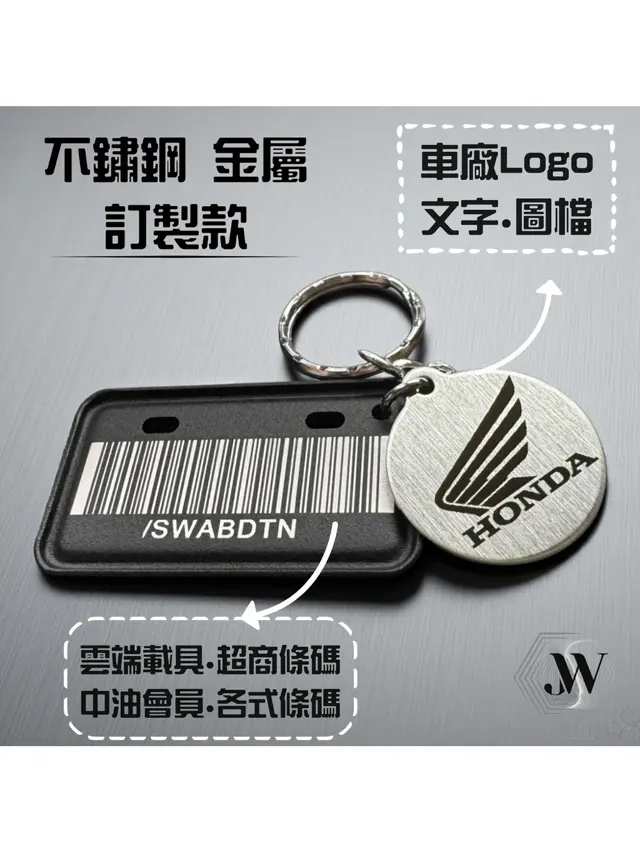 不鏽鋼 金屬
訂製款
車廠Logo
文字.圖檔
HONDA
/SWABDTN
雲端載具.超商條碼
中油會員.各式條碼
JW